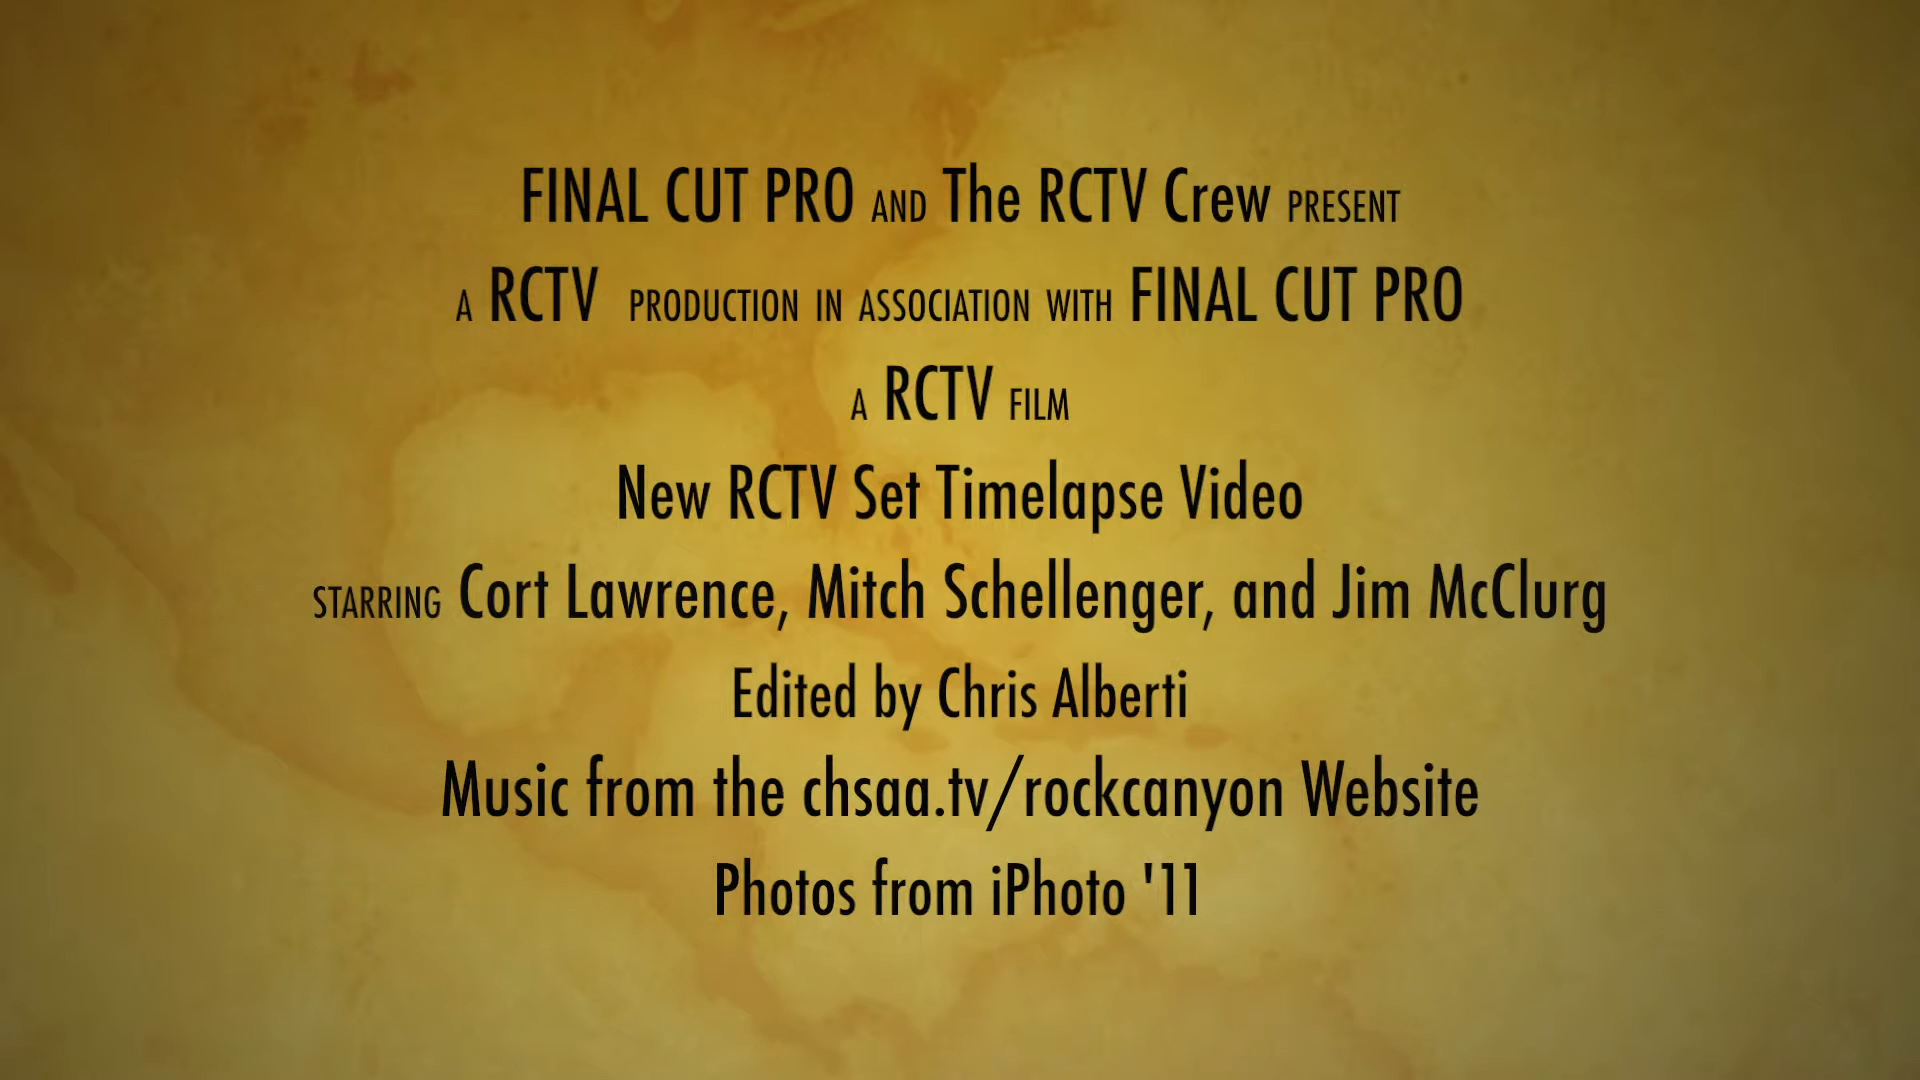 FINAL CUT PRO AND The RCTV Crew PRESENT
A RCTV PRODUCTION IN ASSOCIATION WITH FINAL CUT PRO
A RCTV FILM
New RCTV Set Timelapse Video
STARRING Cort Lawrence, Mitch Schellenger, and Jim McClurg
Edited by Chris Alberti
Music from the chsaa.tv/rockcanyon Website
Photos from iPhoto '11